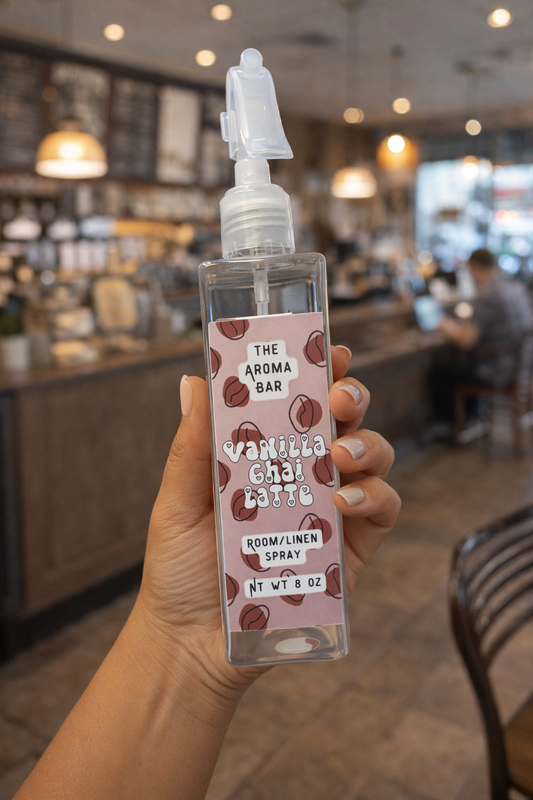 THE
AROMA
BAR
VANILLA
Chai
LATTE
ROOM/LINEN
SPRAY
NT WT 8 OZ